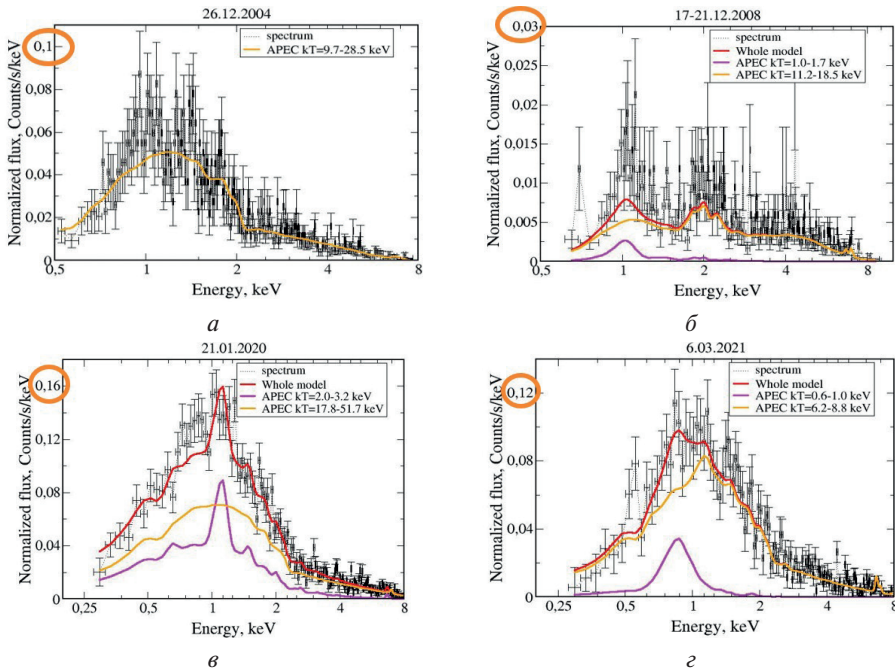 26.12.2004
0,1
0,08
0,06
0,04
0,02
0
Normalized flux, Counts/s/keV
spectrum
APEC kT=9.7-28.5 keV
0,5
1
2
4
8
Energy, keV
а
17-21.12.2008
0,03
0,025
0,02
0,015
0,01
0,005
0
Normalized flux, Counts/s/keV
spectrum
Whole model
APEC kT=1.0-1.7 keV
APEC kT=11.2-18.5 keV
0,5
1
2
4
8
Energy, keV
б
21.01.2020
0,16
0,12
0,08
0,04
0
Normalized flux, Counts/s/keV
spectrum
Whole model
APEC kT=2.0-3.2 keV
APEC kT=17.8-51.7 keV
0,25
0,5
1
2
4
8
Energy, keV
в
6.03.2021
0,12
0,08
0,04
0
Normalized flux, Counts/s/keV
spectrum
Whole model
APEC kT=0.6-1.0 keV
APEC kT=6.2-8.8 keV
0,25
0,5
1
2
4
8
Energy, keV
г